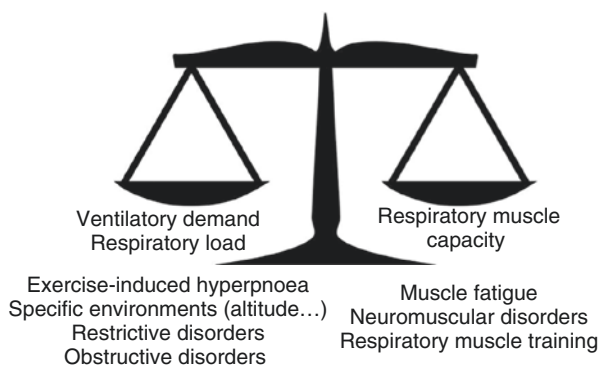 Ventilatory demand
Respiratory load
Respiratory muscle
capacity
Exercise-induced hyperpnoea
Specific environments (altitude…)
Restrictive disorders
Obstructive disorders
Muscle fatigue
Neuromuscular disorders
Respiratory muscle training